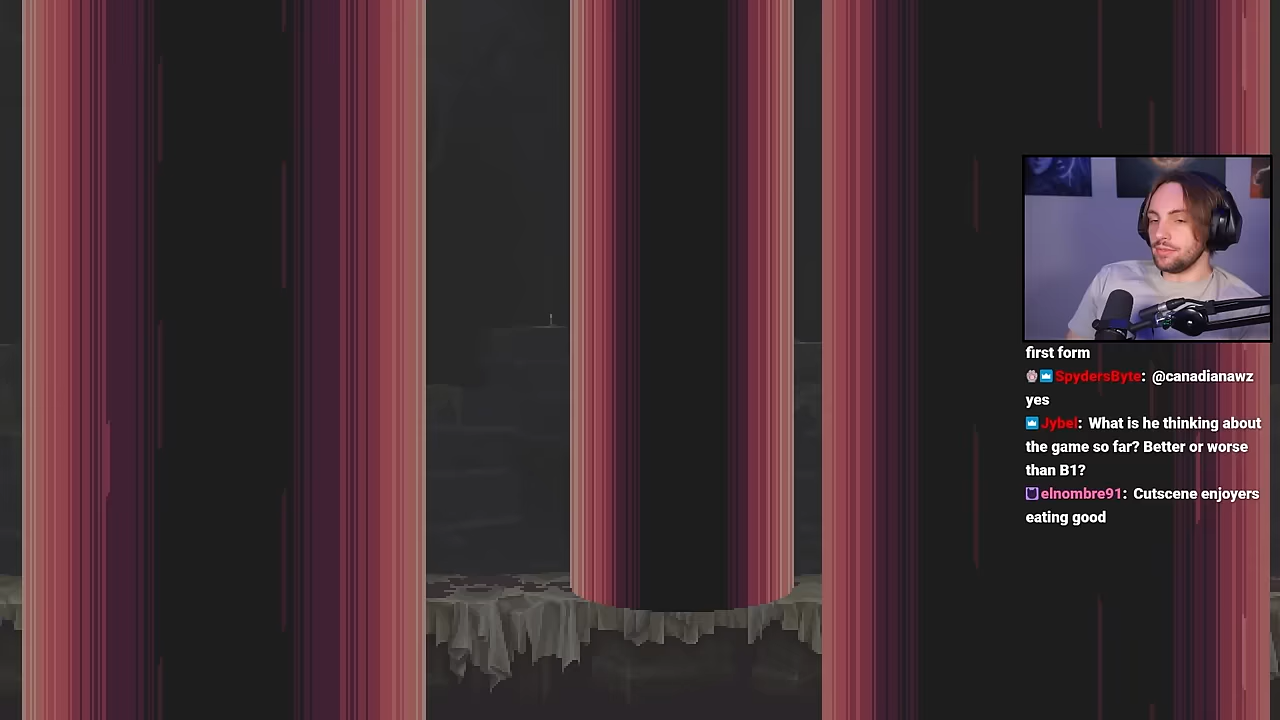 first form
SpydersByte: @canadianawz
yes
Jybel: What is he thinking about
the game so far? Better or worse
than B1?
elnombre91: Cutscene enjoyers
eating good